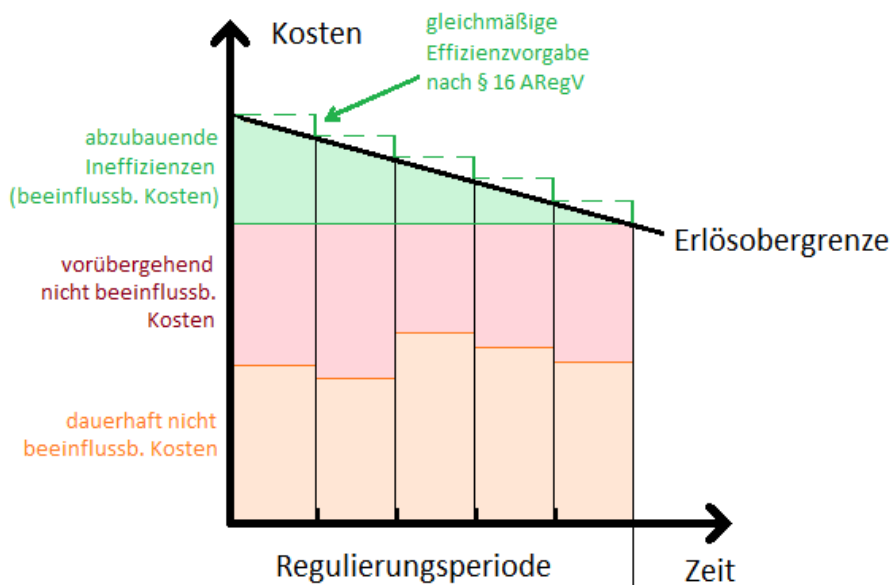 Kosten
gleichmäßige
Effizienzvorgabe
nach § 16 ARegV
abzubauende
Ineffizienzen
(beeinflussb. Kosten)
Erlösobergrenze
vorübergehend
nicht beeinflussb.
Kosten
dauerhaft nicht
beeinflussb. Kosten
Regulierungsperiode
Zeit